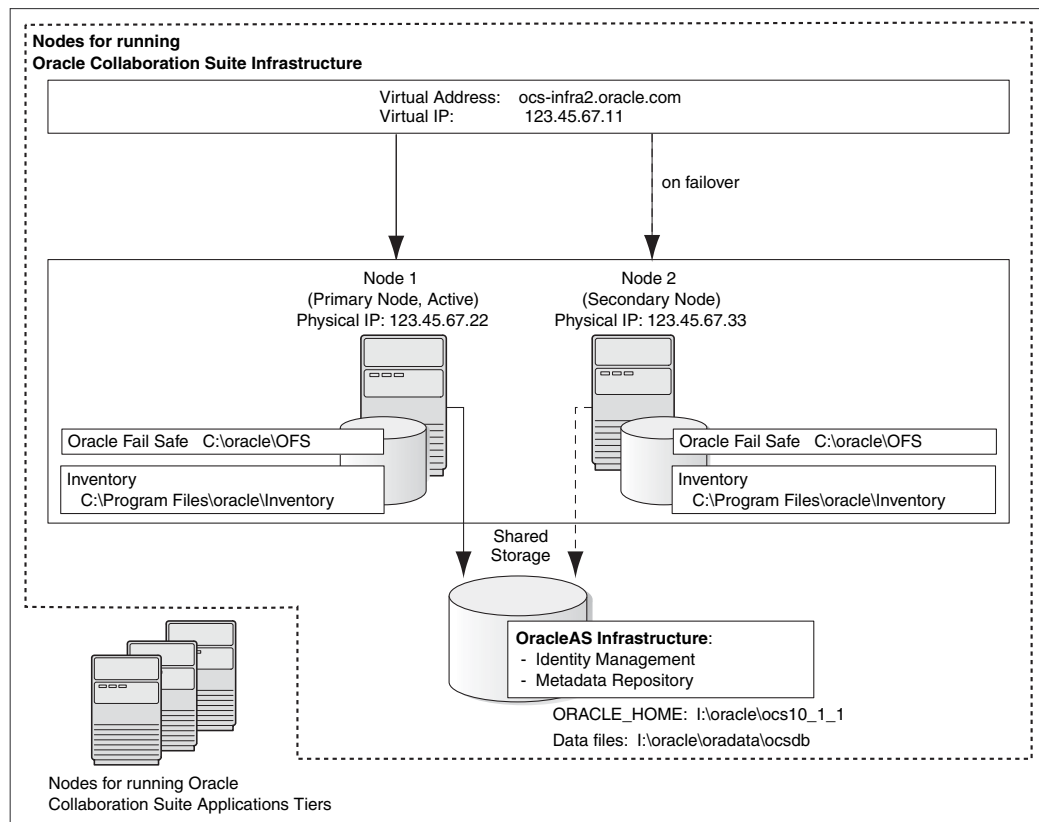 Nodes for running
Oracle Collaboration Suite Infrastructure
Virtual Address: ocs-infra2.oracle.com
Virtual IP: 123.45.67.11
on failover
Node 1
(Primary Node, Active)
Physical IP: 123.45.67.22
Node 2
(Secondary Node)
Physical IP: 123.45.67.33
Oracle Fail Safe C:\oracle\OFS
Inventory
C:\Program Files\oracle\Inventory
Oracle Fail Safe C:\oracle\OFS
Inventory
C:\Program Files\oracle\Inventory
Shared
Storage
OracleAS Infrastructure:
- Identity Management
- Metadata Repository
ORACLE_HOME: I:\oracle\ocs10_1_1
Data files: I:\oracle\oradata\ocsdb
Nodes for running Oracle
Collaboration Suite Applications Tiers